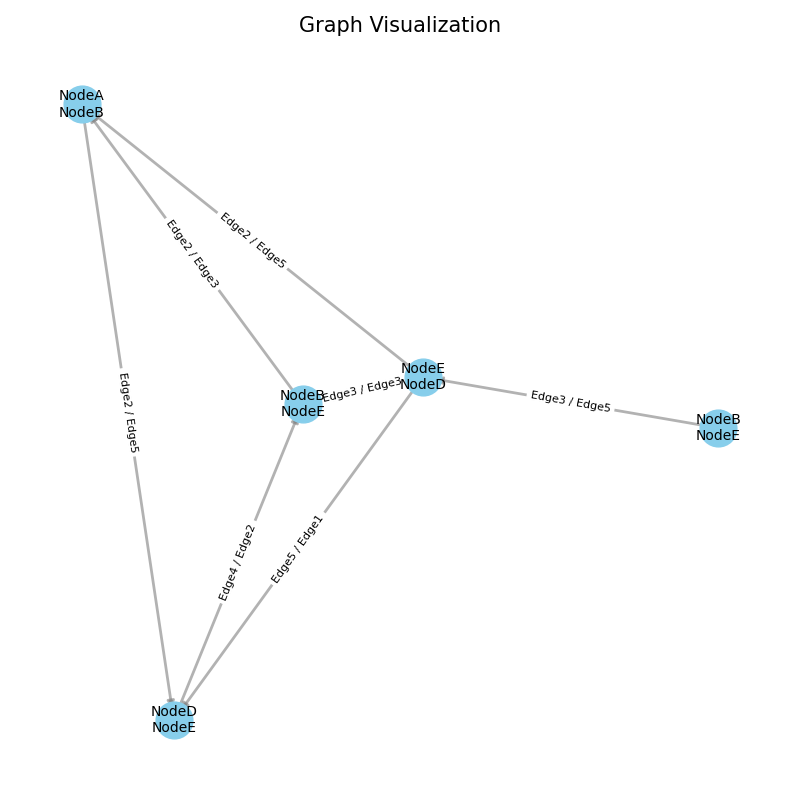 Graph Visualization
NodeA
NodeB
Edge2 / Edge5
Edge2 / Edge3
NodeE
NodeD
Edge3 / Edge3
NodeB
NodeE
Edge3 / Edge5
NodeB
NodeE
Edge2 / Edge5
Edge4 / Edge2
Edge5 / Edge1
NodeD
NodeE